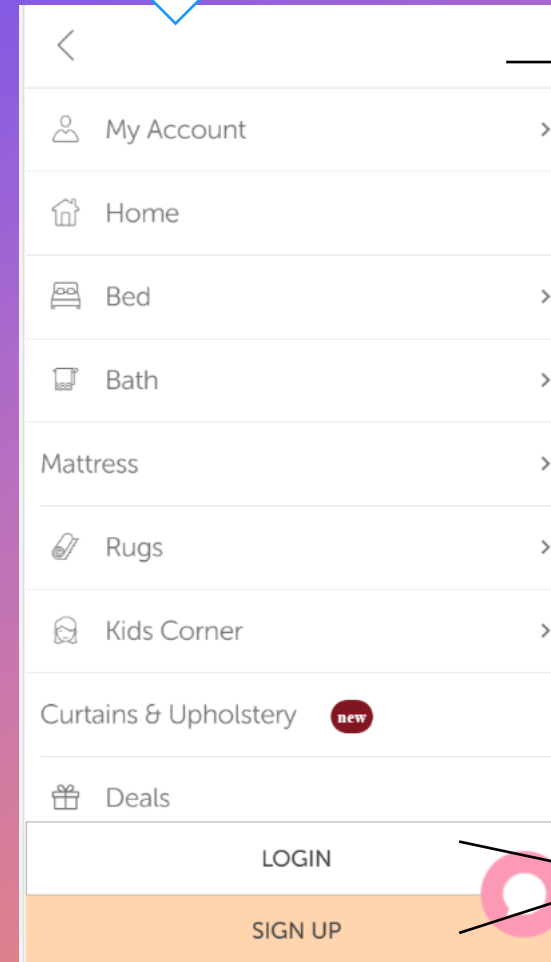 My Account
Home
Bed
Bath
Mattress
Rugs
Kids Corner
Curtains & Upholstery new
Deals
LOGIN
SIGN UP